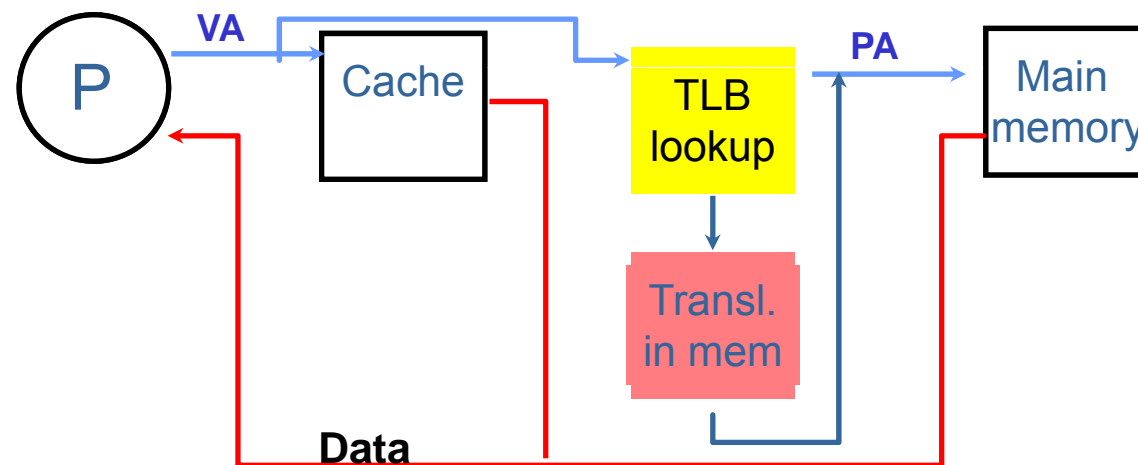 VA
PA
P
Cache
TLB
lookup
Main
memory
Transl.
in mem
Data